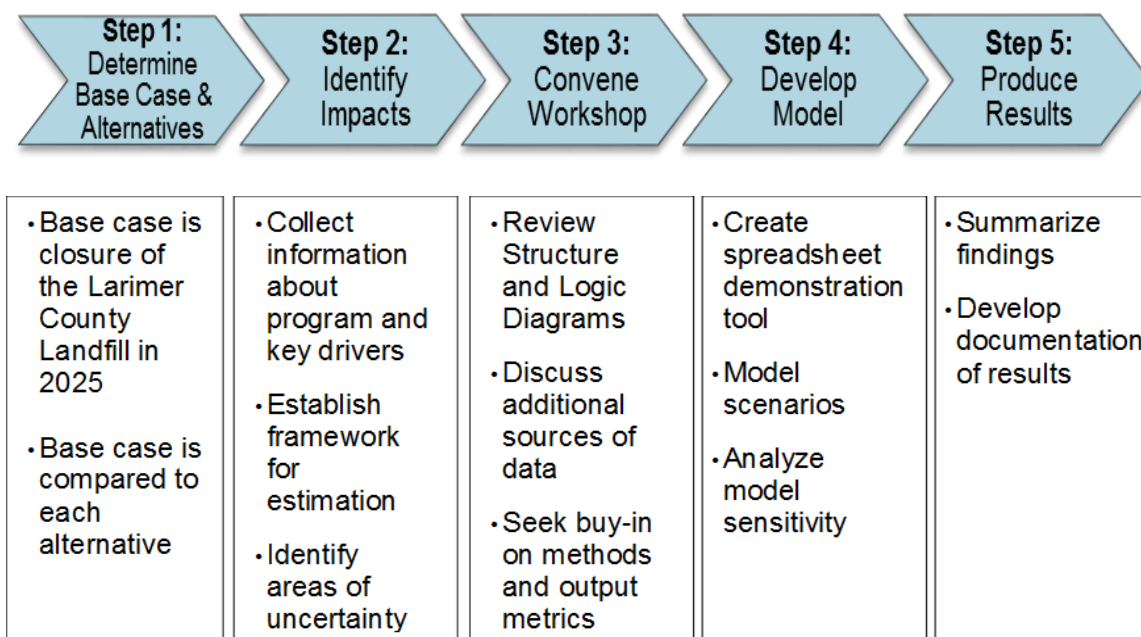 Step 1:
Determine
Base Case &
Alternatives
Step 2:
Identify
Impacts
Step 3:
Convene
Workshop
Step 4:
Develop
Model
Step 5:
Produce
Results
• Base case is
closure of
the Larimer
County
Landfill in
2025
• Base case is
compared to
each
alternative
• Collect
information
about
program and
key drivers
• Establish
framework
for
estimation
• Identify
areas of
uncertainty
• Review
Structure
and Logic
Diagrams
• Discuss
additional
sources of
data
• Seek buy-in
on methods
and output
metrics
• Create
spreadsheet
demonstration
tool
• Model
scenarios
• Analyze
model
sensitivity
• Summarize
findings
• Develop
documentation
of results